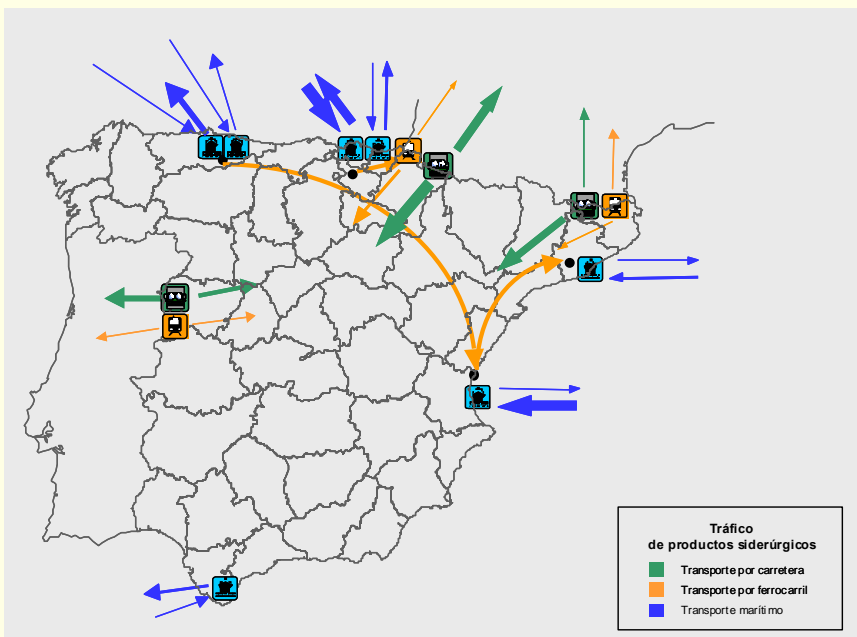 Tráfico
de productos siderúrgicos
Transporte por carretera
Transporte por ferrocarril
Transporte marítimo